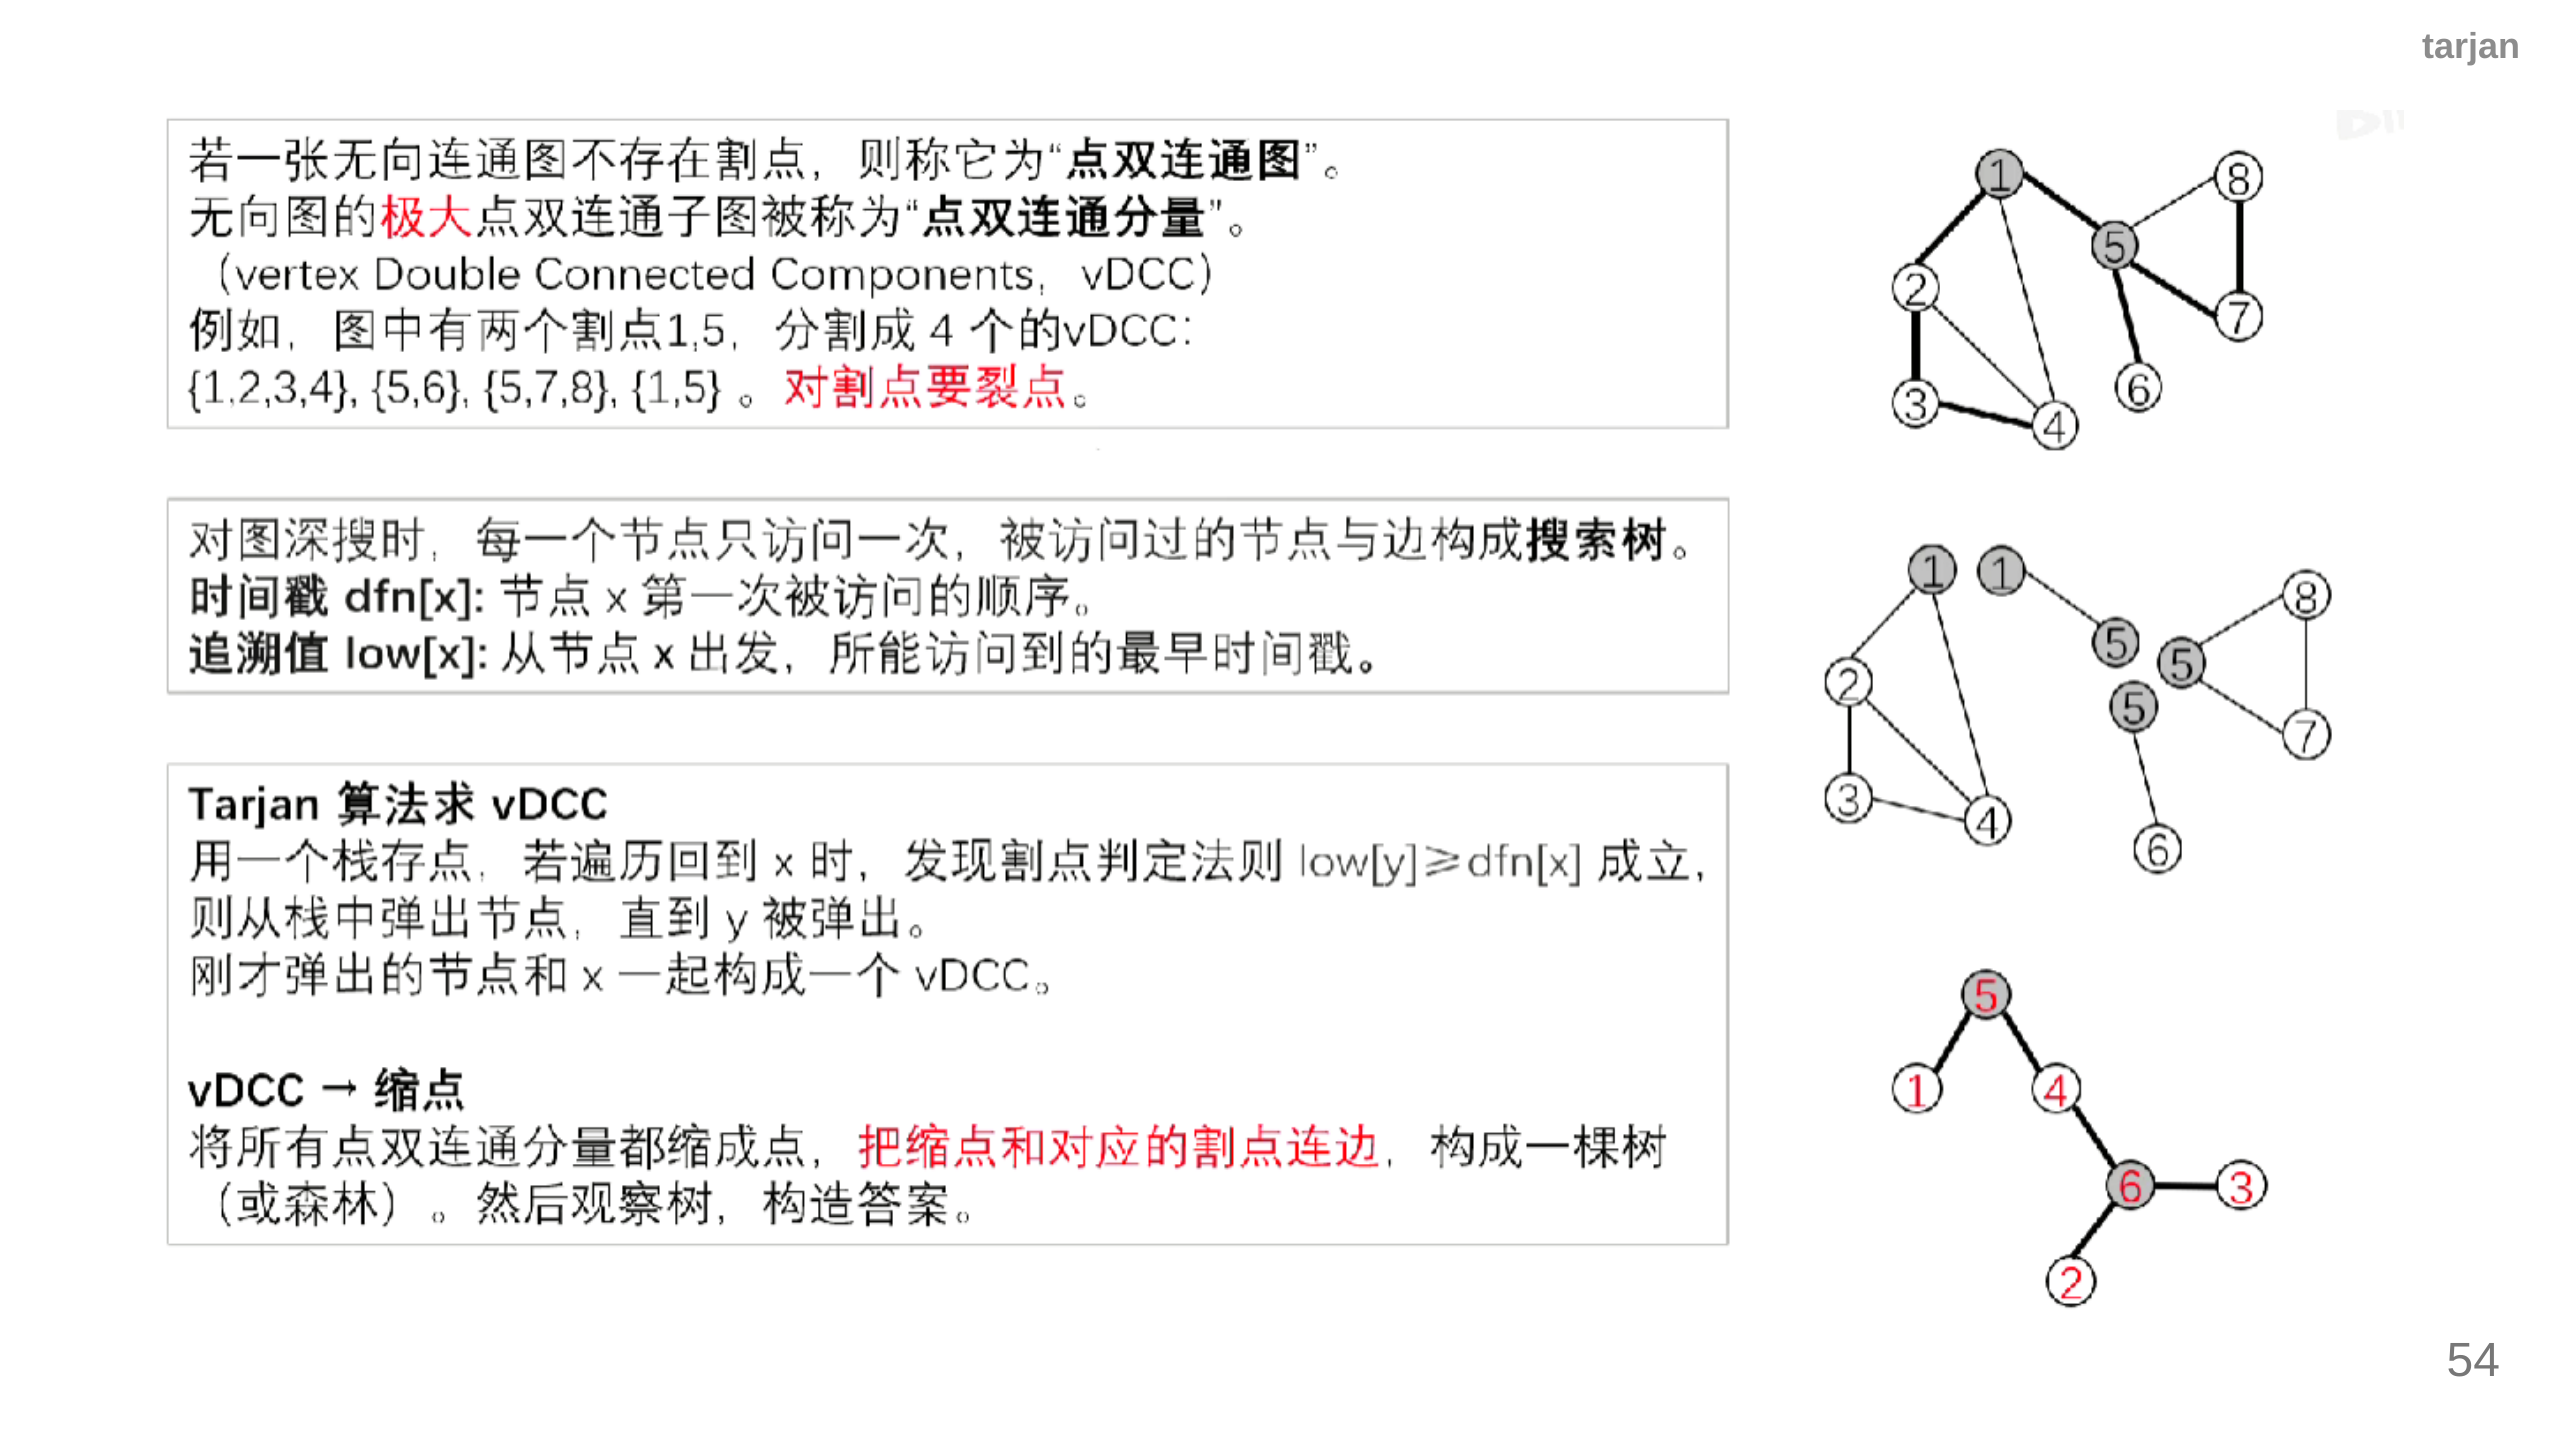 tarjan
若一张无向连通图不存在割点，则称它为“点双连通图”。
无向图的极大点双连通子图被称为“点双连通分量”。
（vertex Double Connected Components，vDCC）
例如，图中有两个割点1,5，分割成 4 个的vDCC：
{1,2,3,4}, {5,6}, {5,7,8}, {1,5} 。对割点要裂点。
1
8
5
2
7
6
3
4
对图深搜时，每一个节点只访问一次，被访问过的节点与边构成搜索树。
时间戳 dfn[x]: 节点 x 第一次被访问的顺序。
追溯值 low[x]: 从节点 x 出发，所能访问到的最早时间戳。
1
1
8
5
5
2
5
7
3
4
6
Tarjan 算法求 vDCC
用一个栈存点，若遍历回到 x 时，发现割点判定法则 low[y]≥dfn[x] 成立，
则从栈中弹出节点，直到 y 被弹出。
刚才弹出的节点和 x 一起构成一个 vDCC。
vDCC → 缩点
将所有点双连通分量都缩成点，把缩点和对应的割点连边，构成一棵树
（或森林）。然后观察树，构造答案。
5
1
4
6
3
2
54